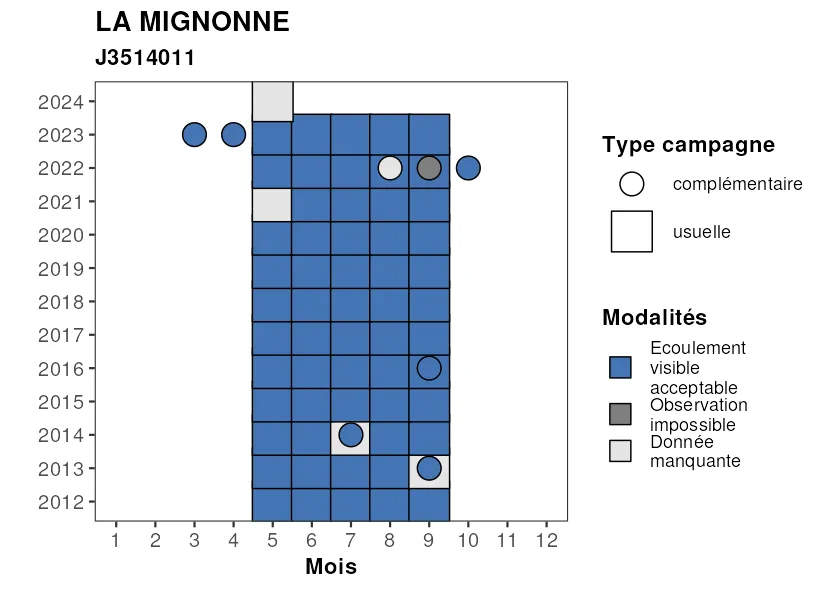 LA MIGNONNE
J3514011
2024
2023
2022
2021
2020
2019
2018
2017
2016
2015
2014
2013
2012
1 2 3 4 5 6 7 8 9 10 11 12
Mois
Type campagne
complémentaire
usuelle
Modalités
Ecoulement
visible
acceptable
Observation
impossible
Donnée
manquante